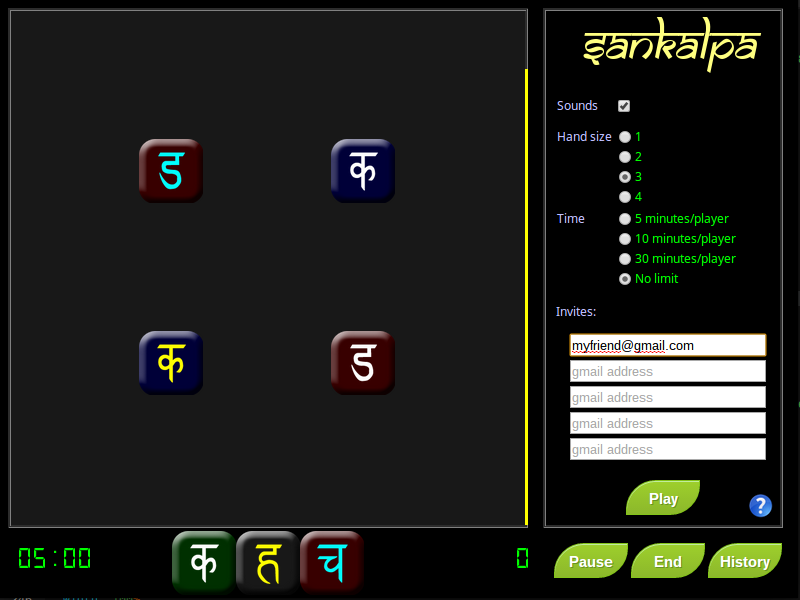 sankalpa
Sounds
Hand size
1
2
3
4
Time
5 minutes/player
10 minutes/player
30 minutes/player
No limit
Invites:
myfriend@gmail.com
gmail address
gmail address
gmail address
gmail address
Play
?
ड क
क ड
05:00
क ह च
0
Pause End History